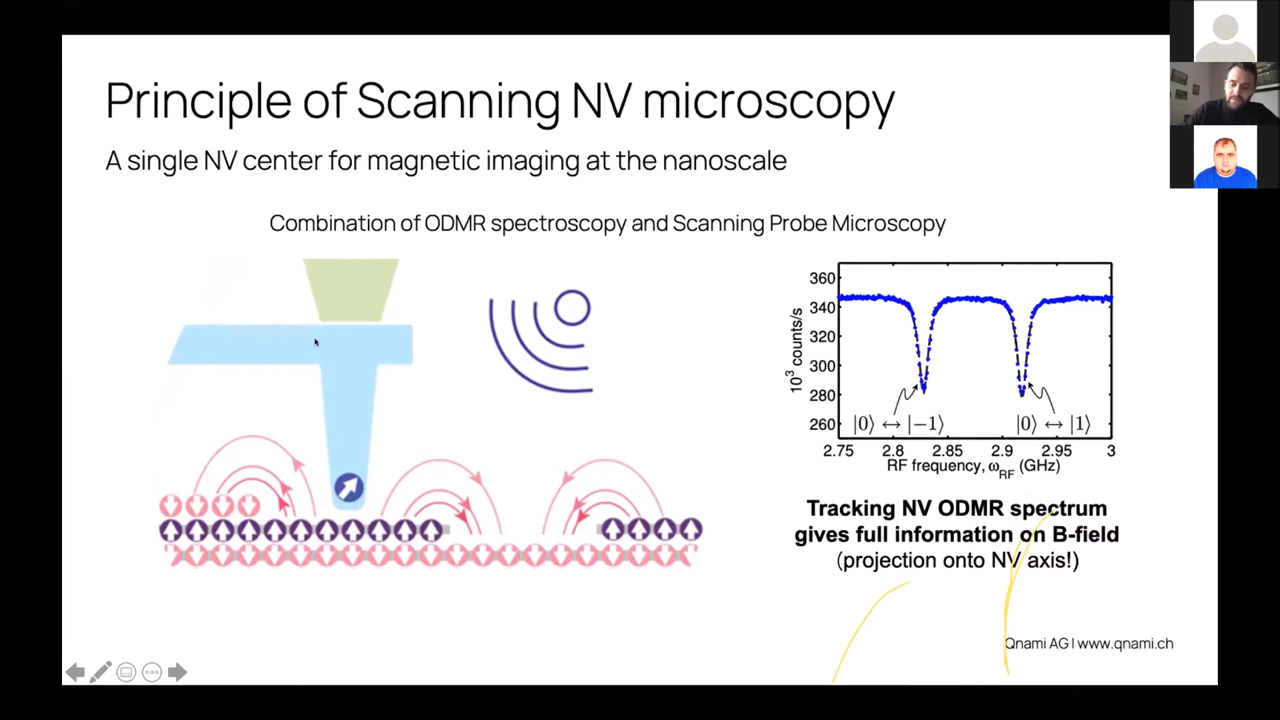 Principle of Scanning NV microscopy
A single NV center for magnetic imaging at the nanoscale
Combination of ODMR spectroscopy and Scanning Probe Microscopy
360
340
320
300
280
260
10³ counts/s
|0⟩ ↔ |−1⟩
|0⟩ ↔ |1⟩
2.75
2.8
2.85
2.9
2.95
3
RF frequency, ω_RF (GHz)
Tracking NV ODMR spectrum
gives full information on B-field
(projection onto NV axis!)
Qnami AG | www.qnami.ch